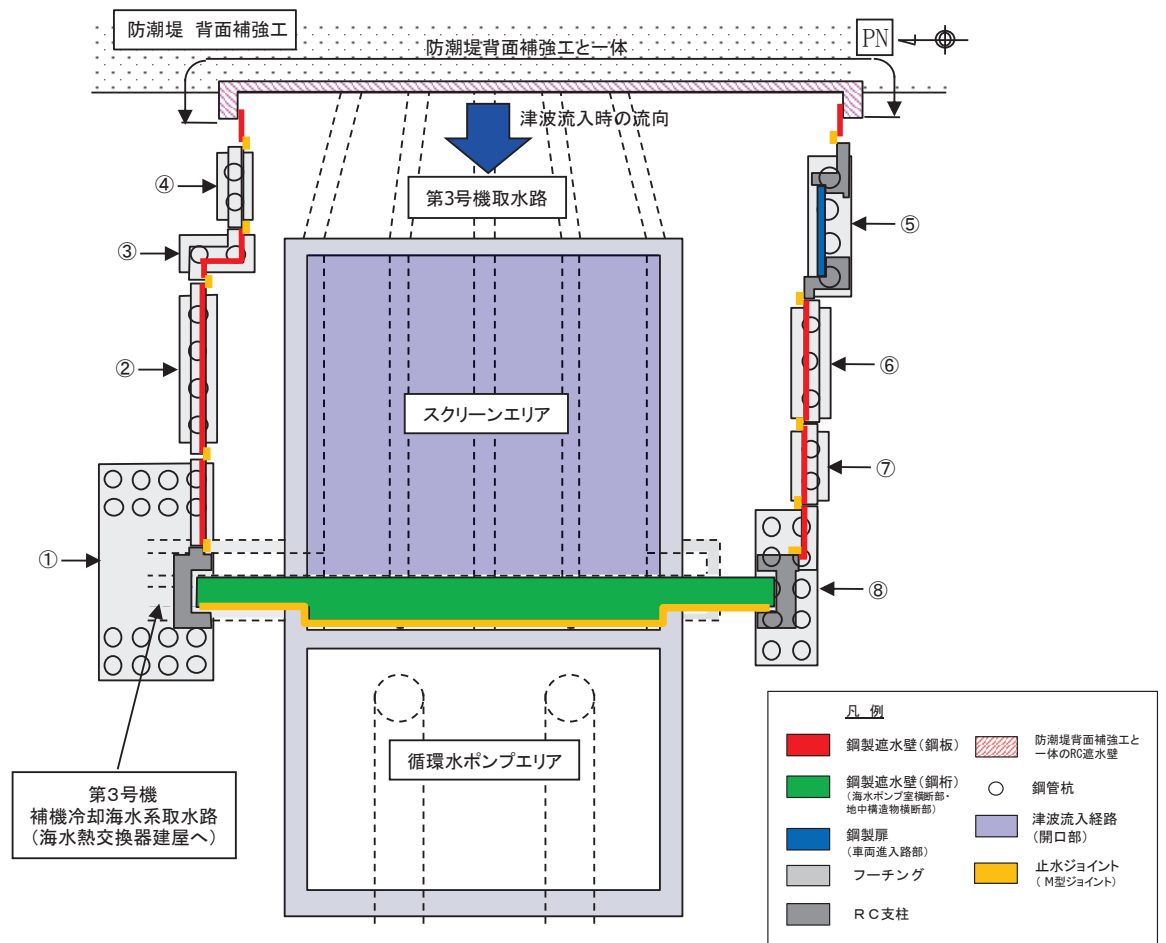 防潮堤 背面補強工
防潮堤背面補強工と一体
PN
津波流入時の流向
第3号機取水路
④
③
②
①
⑤
⑥
⑦
⑧
スクリーンエリア
循環水ポンプエリア
第3号機
補機冷却海水系取水路
(海水熱交換器建屋へ)
凡 例
鋼製遮水壁(鋼板)
鋼製遮水壁(鋼桁)
(海水ポンプ室横断部・
地中構造物横断部)
鋼製扉
(車両進入路部)
フーチング
RC支柱
防潮堤背面補強工と
一体のRC遮水壁
鋼管杭
津波流入経路
(開口部)
止水ジョイント
(M型ジョイント)